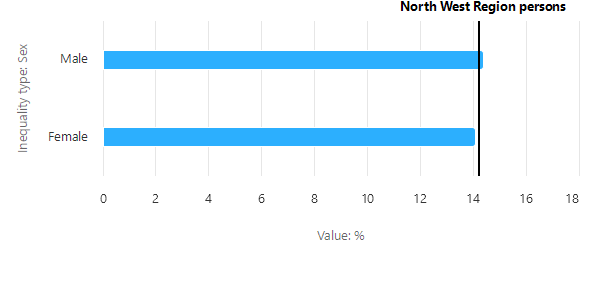 North West Region persons
Inequality type: Sex
Male
Female
0 2 4 6 8 10 12 14 16 18
Value: %